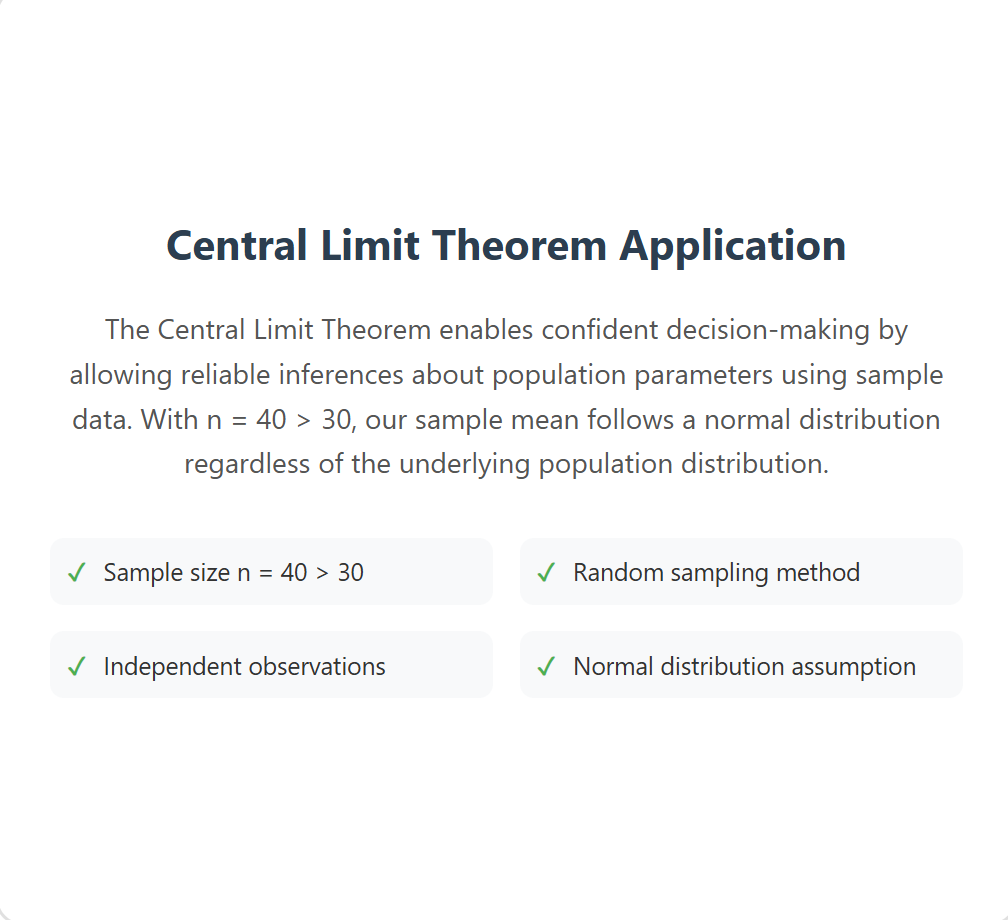 Central Limit Theorem Application
The Central Limit Theorem enables confident decision-making by
allowing reliable inferences about population parameters using sample
data. With n = 40 > 30, our sample mean follows a normal distribution
regardless of the underlying population distribution.
✓ Sample size n = 40 > 30
✓ Random sampling method
✓ Independent observations
✓ Normal distribution assumption